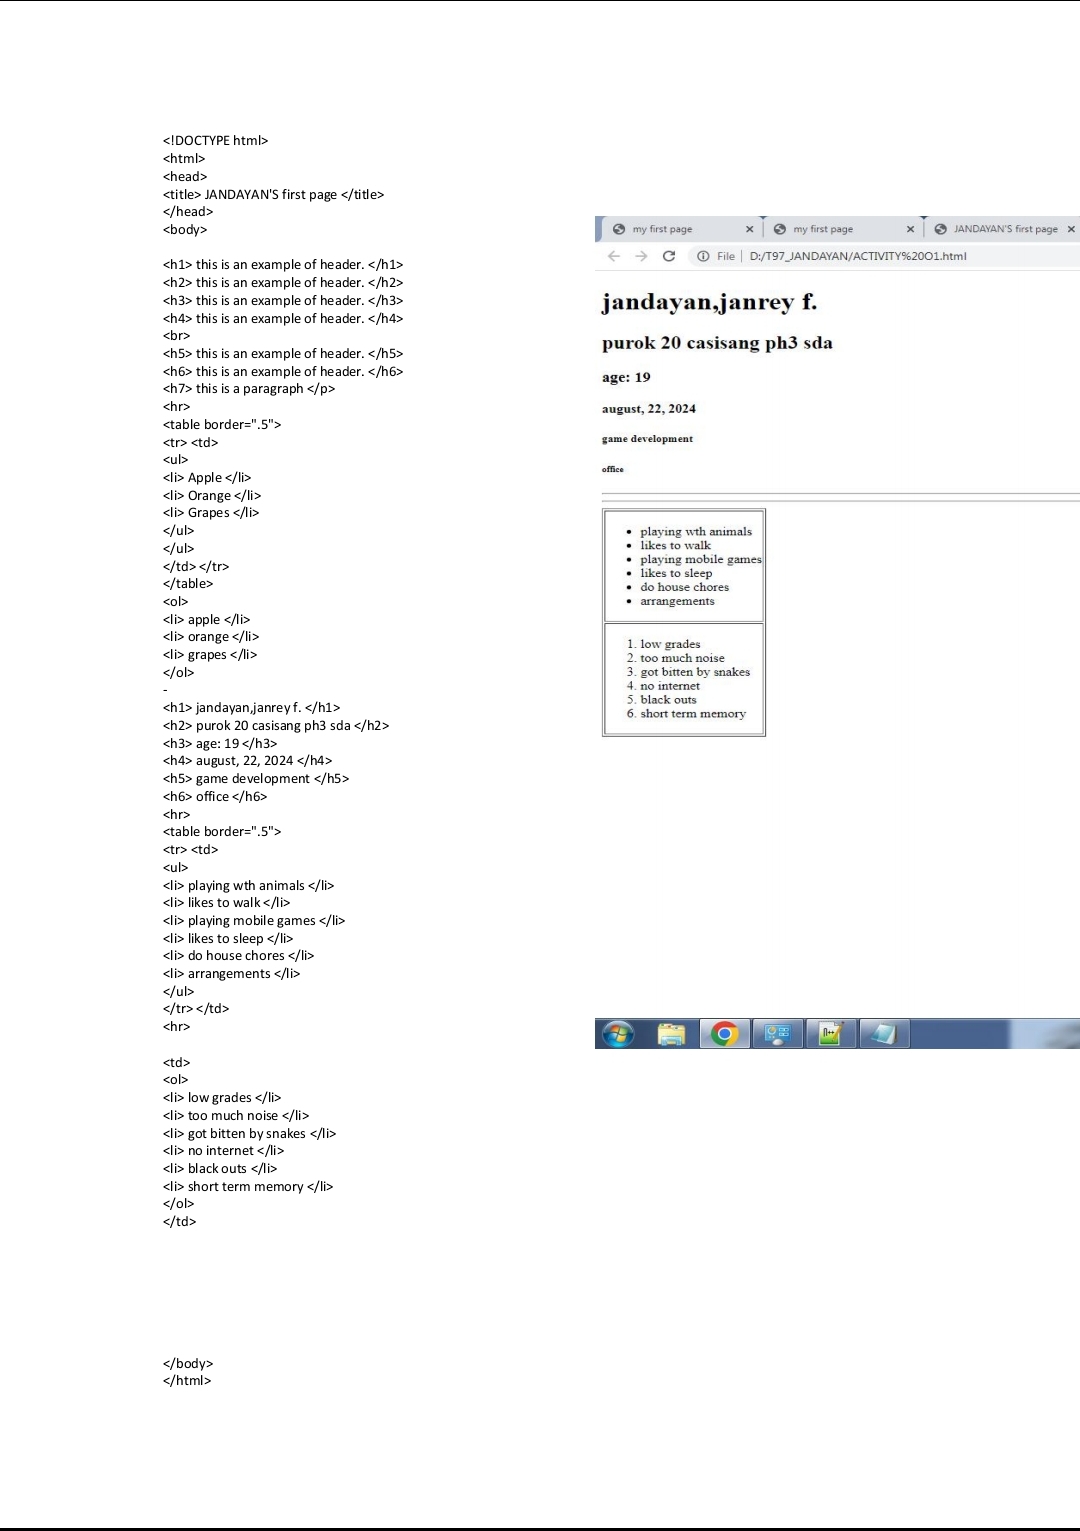 <!DOCTYPE html>
<html>
<head>
<title> JANDAYAN'S first page </title>
</head>
<body>
<h1> this is an example of header. </h1>
<h2> this is an example of header. </h2>
<h3> this is an example of header. </h3>
<h4> this is an example of header. </h4>
<br>
<h5> this is an example of header. </h5>
<h6> this is an example of header. </h6>
<h7> this is a paragraph </p>
<hr>
<table border=".5">
<tr> <td>
<ul>
<li> Apple </li>
<li> Orange </li>
<li> Grapes </li>
</ul>
</ul>
</td> </tr>
</table>
<ol>
<li> apple </li>
<li> orange </li>
<li> grapes </li>
</ol>
-
<h1> jandayan,janrey f. </h1>
<h2> purok 20 casisang ph3 sda </h2>
<h3> age: 19 </h3>
<h4> august, 22, 2024 </h4>
<h5> game development </h5>
<h6> office </h6>
<hr>
<table border=".5">
<tr> <td>
<ul>
<li> playing wth animals </li>
<li> likes to walk </li>
<li> playing mobile games </li>
<li> likes to sleep </li>
<li> do house chores </li>
<li> arrangements </li>
</ul>
</tr> </td>
<hr>
<td>
<ol>
<li> low grades </li>
<li> too much noise </li>
<li> got bitten by snakes </li>
<li> no internet </li>
<li> black outs </li>
<li> short term memory </li>
</ol>
</td>
</body>
</html>
my first page
my first page
JANDAYAN'S first page
File | D:/T97_JANDAYAN/ACTIVITY%20O1.html
jandayan,janrey f.
purok 20 casisang ph3 sda
age: 19
august, 22, 2024
game development
office
• playing wth animals
• likes to walk
• playing mobile games
• likes to sleep
• do house chores
• arrangements
1. low grades
2. too much noise
3. got bitten by snakes
4. no internet
5. black outs
6. short term memory